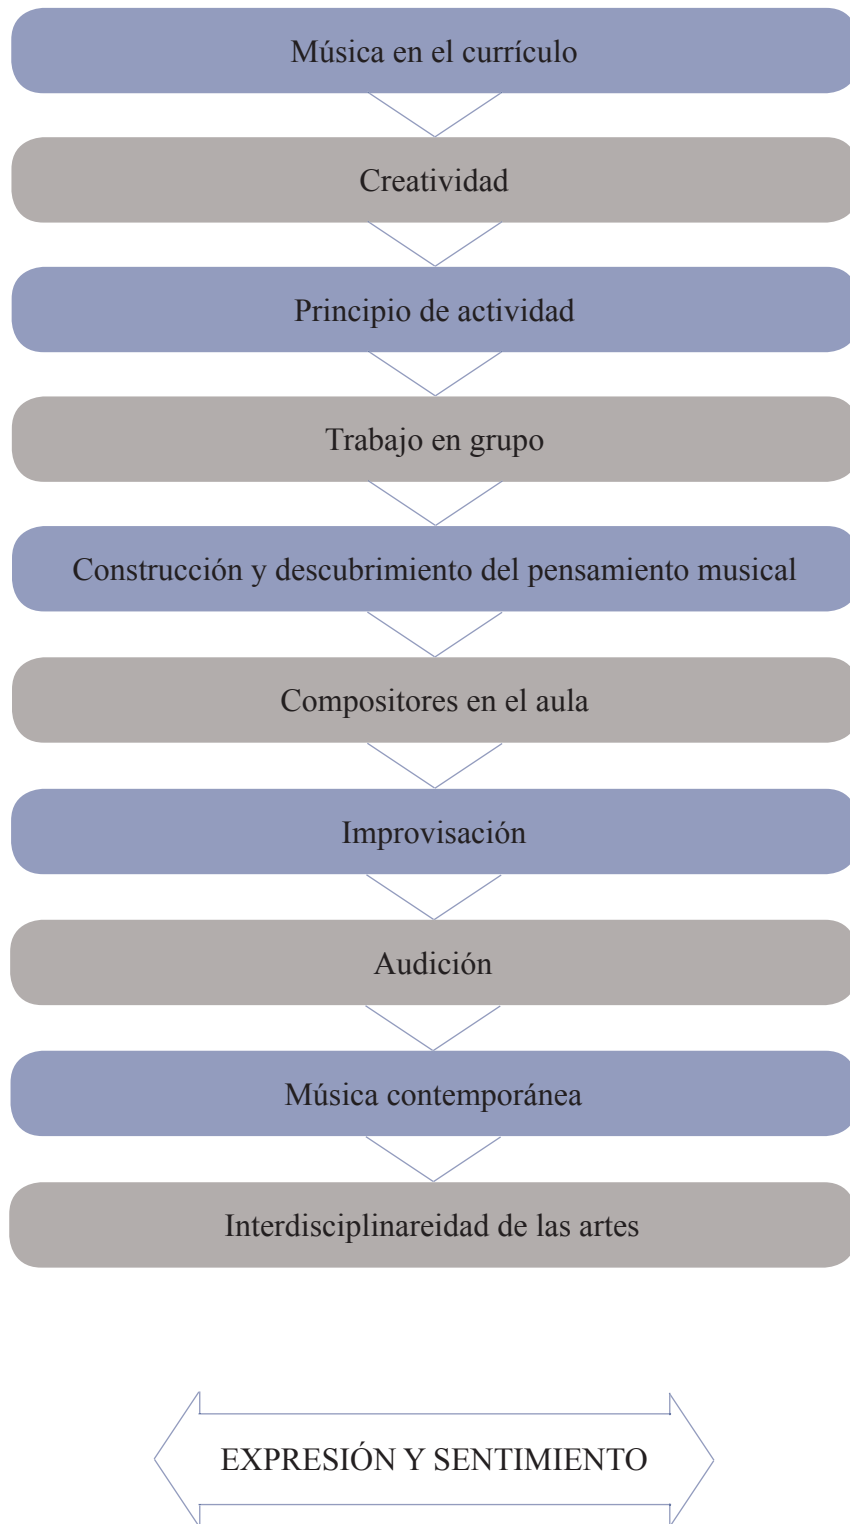 Música en el currículo
Creatividad
Principio de actividad
Trabajo en grupo
Construcción y descubrimiento del pensamiento musical
Compositores en el aula
Improvisación
Audición
Música contemporánea
Interdisciplinareidad de las artes
EXPRESIÓN Y SENTIMIENTO